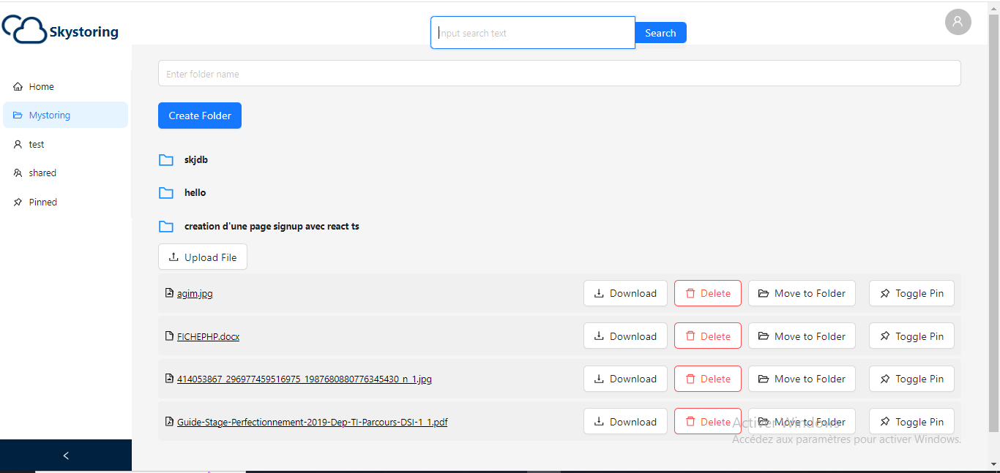 Skystoring
Input search text
Search
Enter folder name
Home
Create Folder
Mystoring
test
skjdb
shared
hello
Pinned
creation d'une page signup avec react ts
Upload File
agim.jpg Download Delete Move to Folder Toggle Pin
FICHEPHP.docx Download Delete Move to Folder Toggle Pin
414053867_296977459516975_1987680880776345430_n_1.jpg Download Delete Move to Folder Toggle Pin
Guide-Stage-Perfectionnement-2019-Dep-TI-Parcours-DSI-1_1.pdf Download Delete Move to Folder Toggle Pin
Activer Windows
Accédez aux paramètres pour activer Windows.